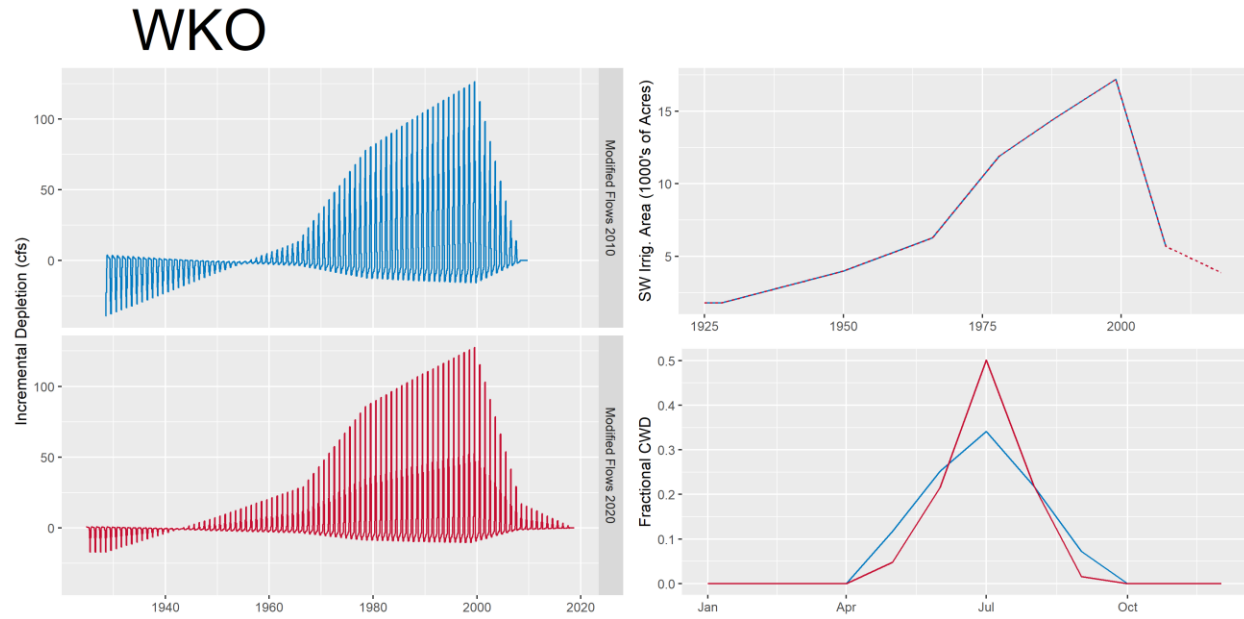 WKO
Incremental Depletion (cfs)
100
50
0
Modified Flows 2010
100
50
0
Modified Flows 2020
1940
1960
1980
2000
2020
SW Irrig. Area (1000's of Acres)
15
10
5
1925
1950
1975
2000
Fractional CWD
0.5
0.4
0.3
0.2
0.1
0.0
Jan
Apr
Jul
Oct